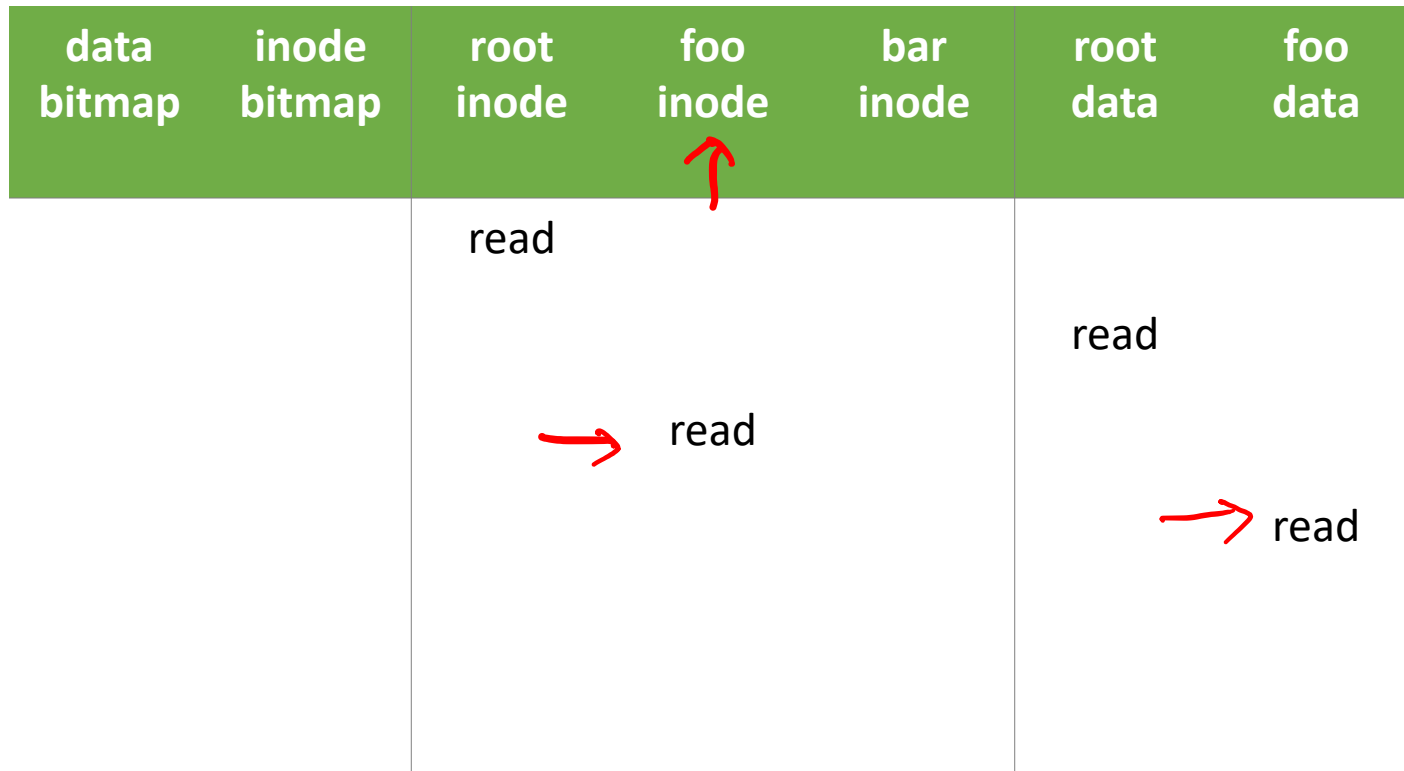 data inode root foo bar root foo
bitmap bitmap inode inode inode data data
read
read
read
read